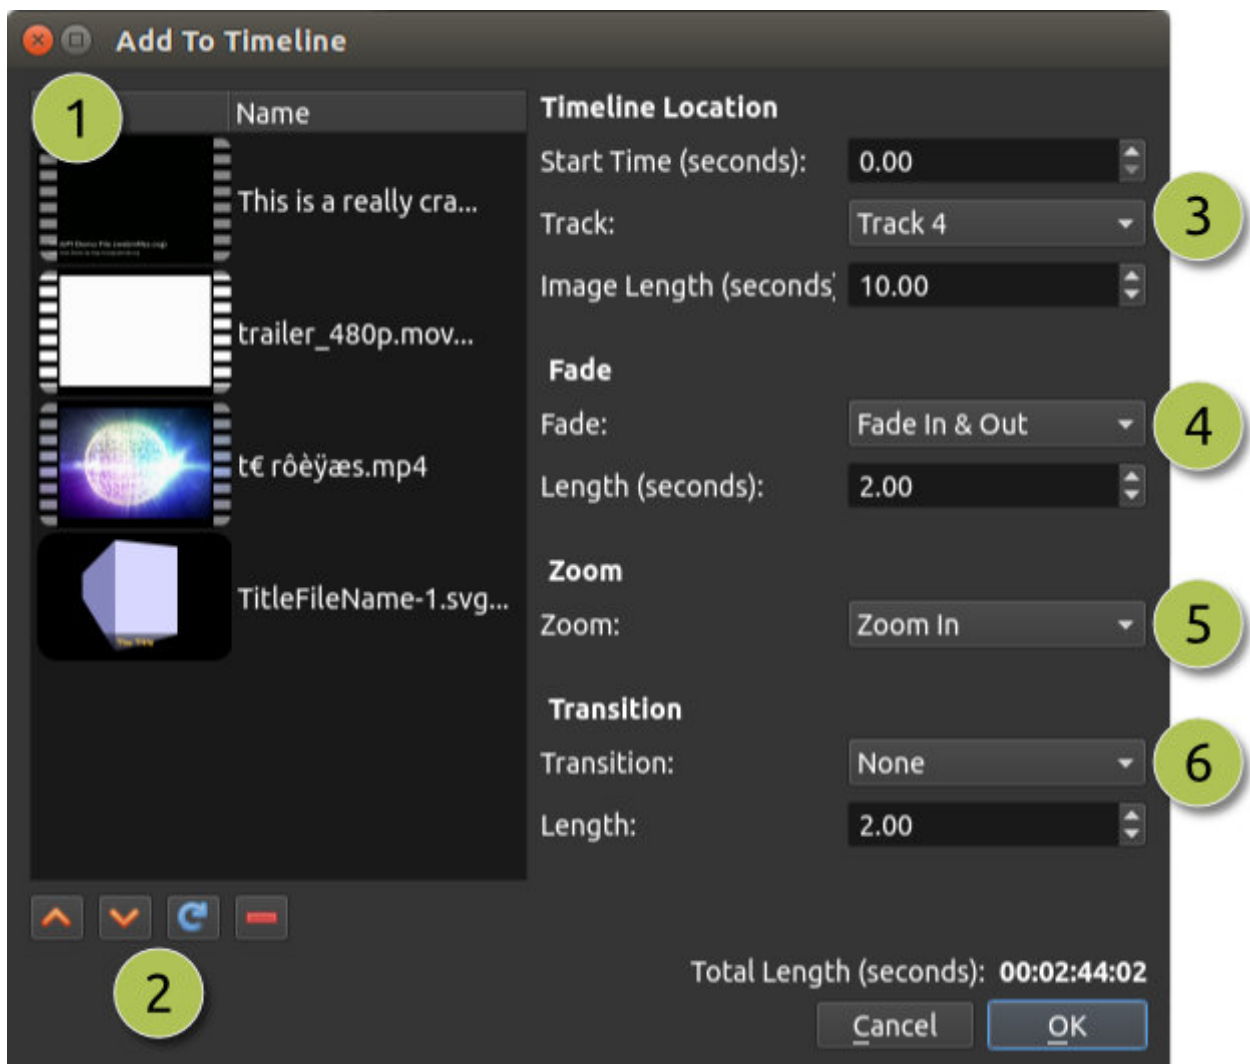 Add To Timeline
1
Name
This is a really cra...
trailer_480p.mov...
t€ rôèÿæs.mp4
TitleFileName-1.svg...
2
Timeline Location
Start Time (seconds): 0.00
Track: Track 4
3
Image Length (seconds 10.00
Fade
Fade: Fade In & Out
4
Length (seconds): 2.00
Zoom
Zoom: Zoom In
5
Transition
Transition: None
6
Length: 2.00
Total Length (seconds): 00:02:44:02
Cancel OK